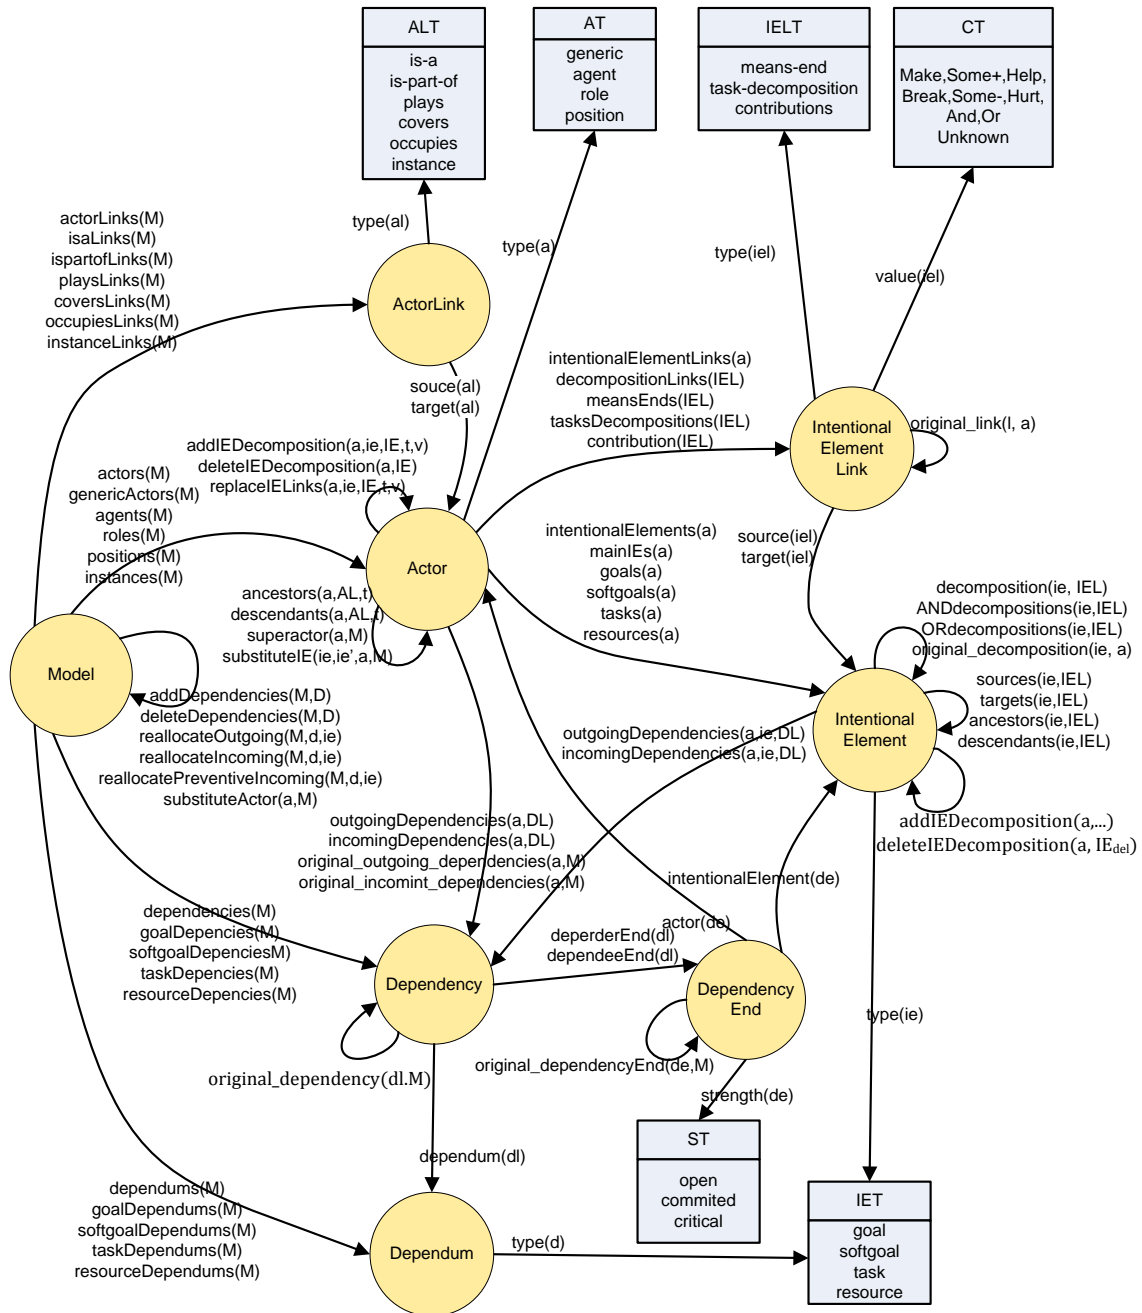 ALT
is-a
is-part-of
plays
covers
occupies
instance
AT
generic
agent
role
position
IELT
means-end
task-decomposition
contributions
CT
Make,Some+,Help,
Break,Some-,Hurt,
And,Or
Unknown
actorLinks(M)
isaLinks(M)
ispartofLinks(M)
playsLinks(M)
coversLinks(M)
occupiesLinks(M)
instanceLinks(M)
type(al)
type(a)
type(iel)
value(iel)
ActorLink
souce(al)
target(al)
intentionalElementLinks(a)
decompositionLinks(IEL)
meansEnds(IEL)
tasksDecompositions(IEL)
contribution(IEL)
Intentional
Element
Link
original_link(l, a)
addIEDecomposition(a,ie,IE,t,v)
deleteIEDecomposition(a,IE)
replaceIELinks(a,ie,IE,t,v)
actors(M)
genericActors(M)
agents(M)
roles(M)
positions(M)
instances(M)
Actor
intentionalElements(a)
mainIEs(a)
goals(a)
softgoals(a)
tasks(a)
resources(a)
source(iel)
target(iel)
ancestors(a,AL,t)
descendants(a,AL,t)
superactor(a,M)
substituteIE(ie,ie',a,M)
decomposition(ie, IEL)
ANDdecompositions(ie,IEL)
ORdecompositions(ie,IEL)
original_decomposition(ie, a)
Model
sources(ie,IEL)
targets(ie,IEL)
ancestors(ie,IEL)
descendants(ie,IEL)
Intentional
Element
addDependencies(M,D)
deleteDependencies(M,D)
reallocateOutgoing(M,d,ie)
reallocateIncoming(M,d,ie)
reallocatePreventiveIncoming(M,d,ie)
substituteActor(a,M)
outgoingDependencies(a,ie,DL)
incomingDependencies(a,ie,DL)
addIEDecomposition(a,...)
deleteIEDecomposition(a, IEdel)
outgoingDependencies(a,DL)
incomingDependencies(a,DL)
original_outgoing_dependencies(a,M)
original_incomint_dependencies(a,M)
intentionalElement(de)
actor(de)
dependencies(M)
goalDepencies(M)
softgoalDepenciesM)
taskDepencies(M)
resourceDepencies(M)
Dependency
deperderEnd(dl)
dependeeEnd(dl)
Dependency
End
type(ie)
original_dependency(dl.M)
original_dependencyEnd(de,M)
strength(de)
ST
open
commited
critical
dependum(dl)
dependums(M)
goalDependums(M)
softgoalDependums(M)
taskDependums(M)
resourceDependums(M)
Dependum
type(d)
IET
goal
softgoal
task
resource